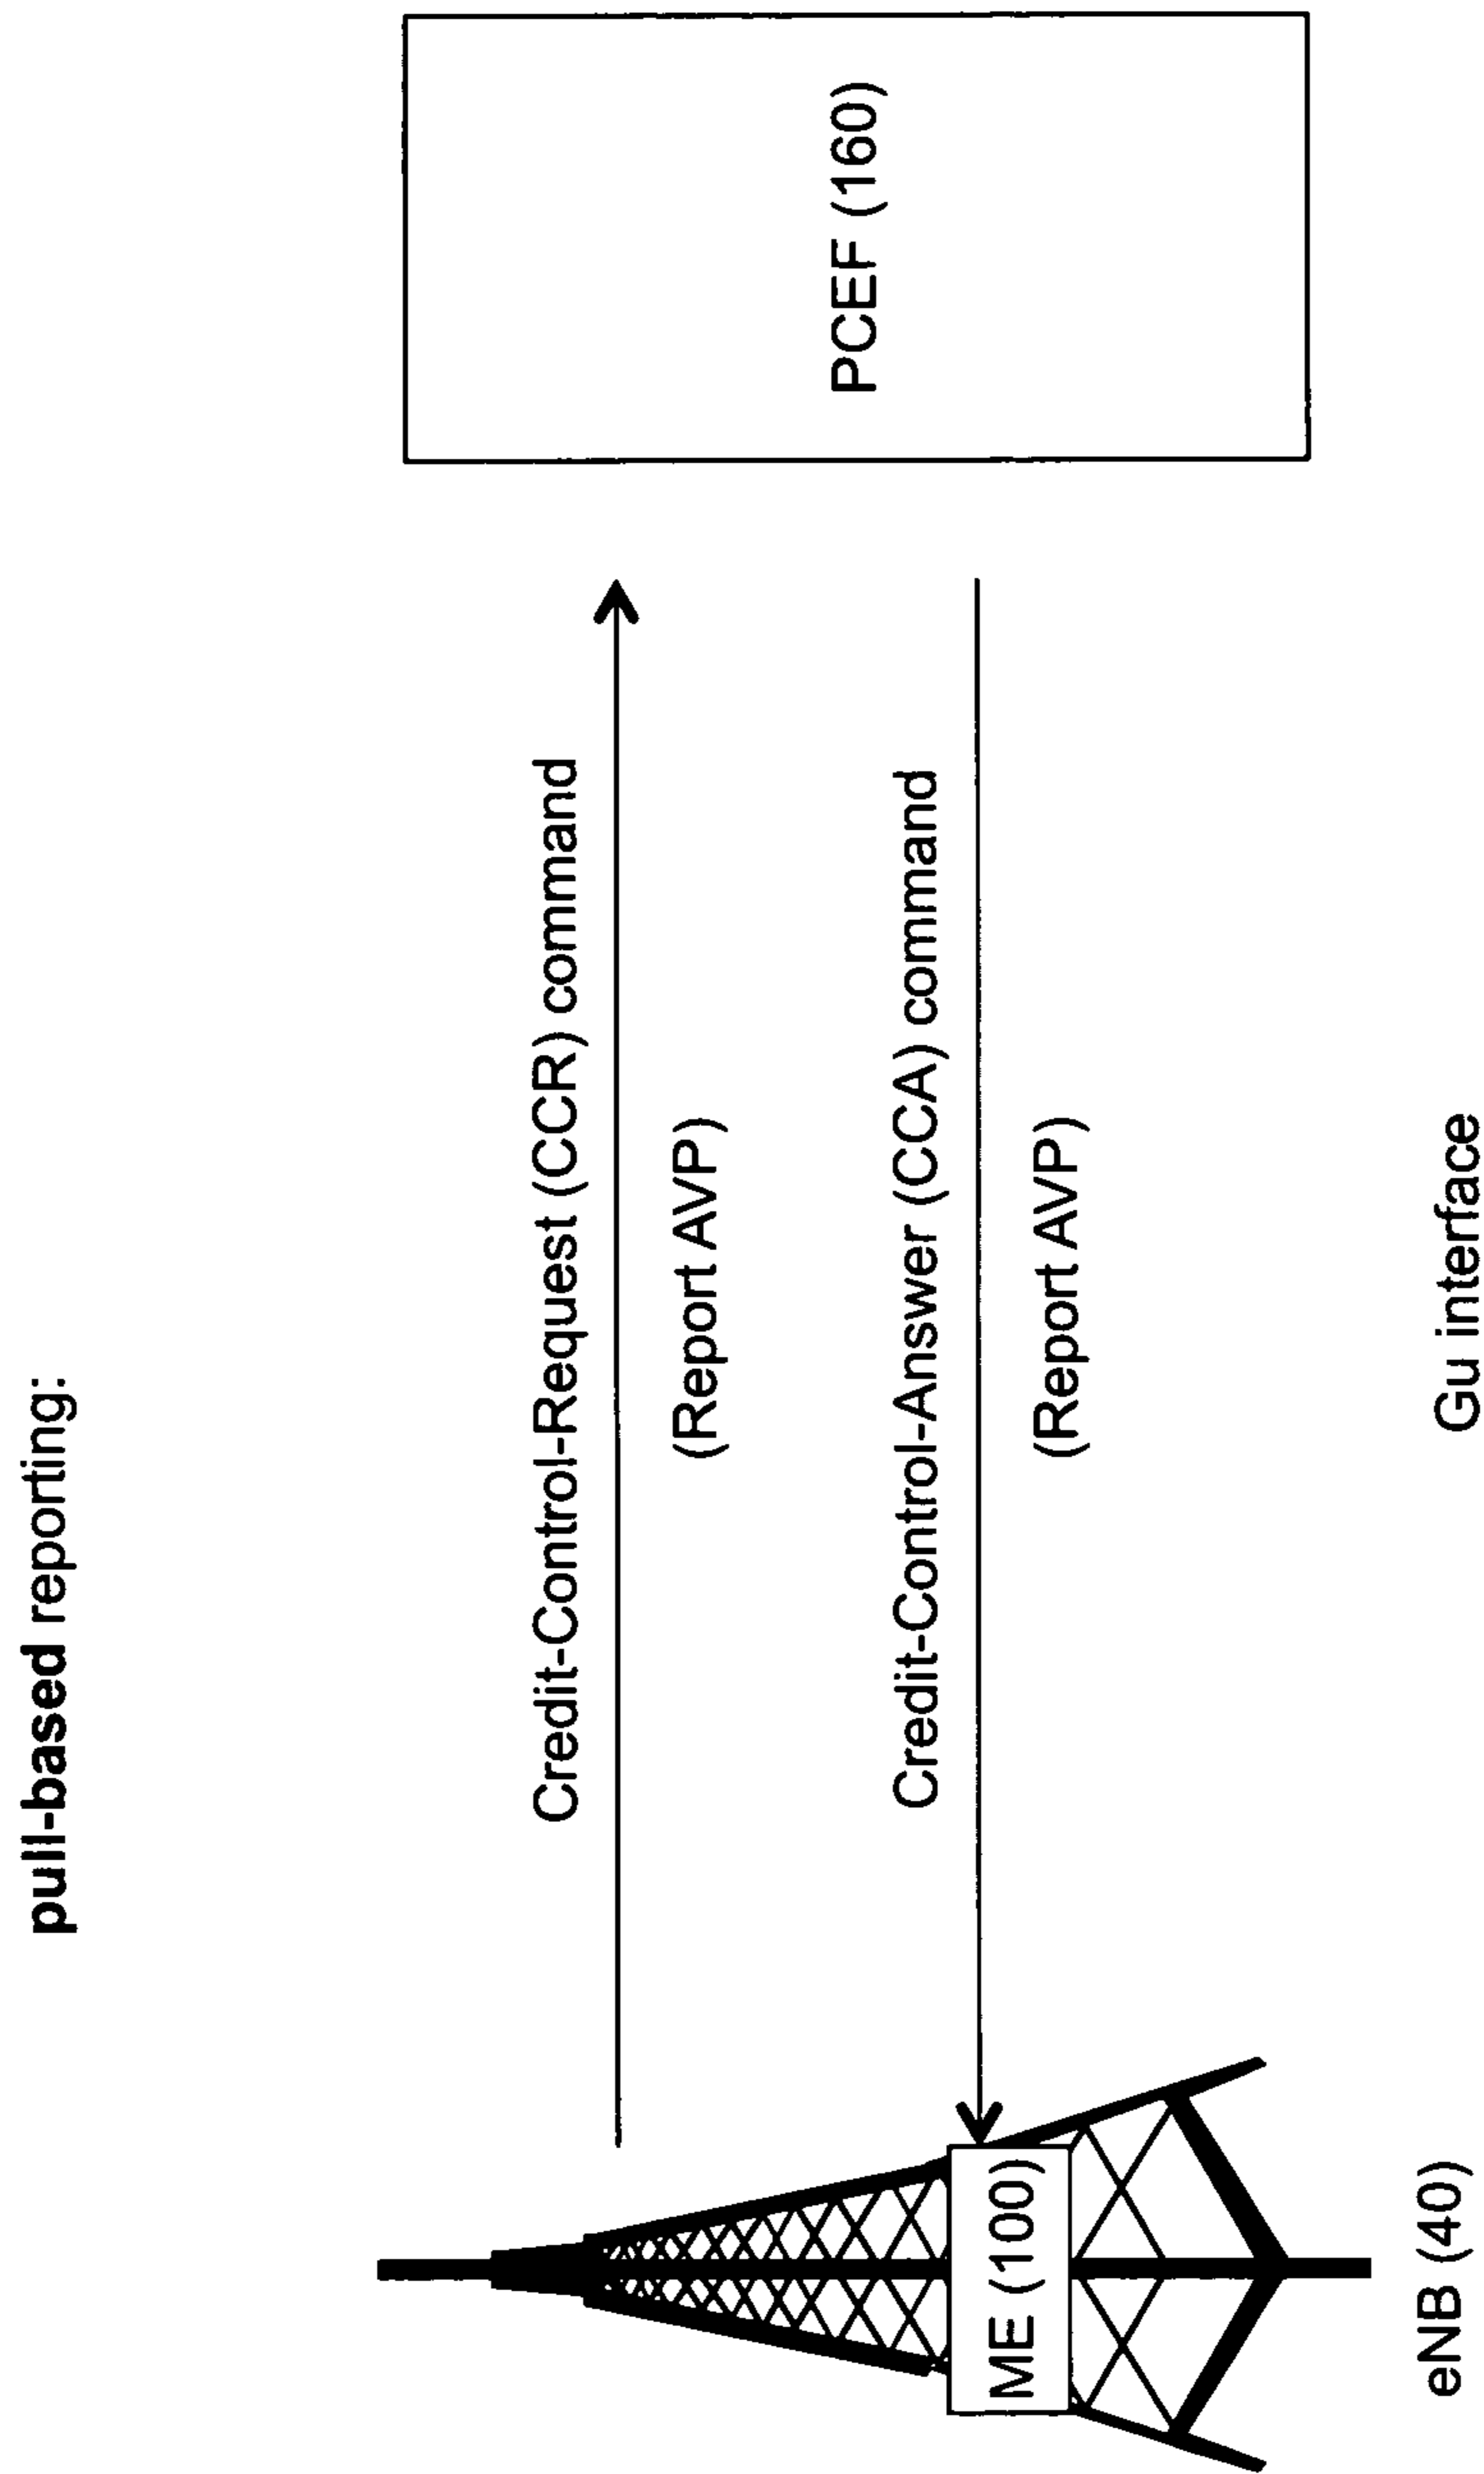 pull-based reporting:
Credit-Control-Request (CCR) command
(Report AVP)
Credit-Control-Answer (CCA) command
(Report AVP)
PCEF (160)
ME (100)
eNB (40)
Gu interface